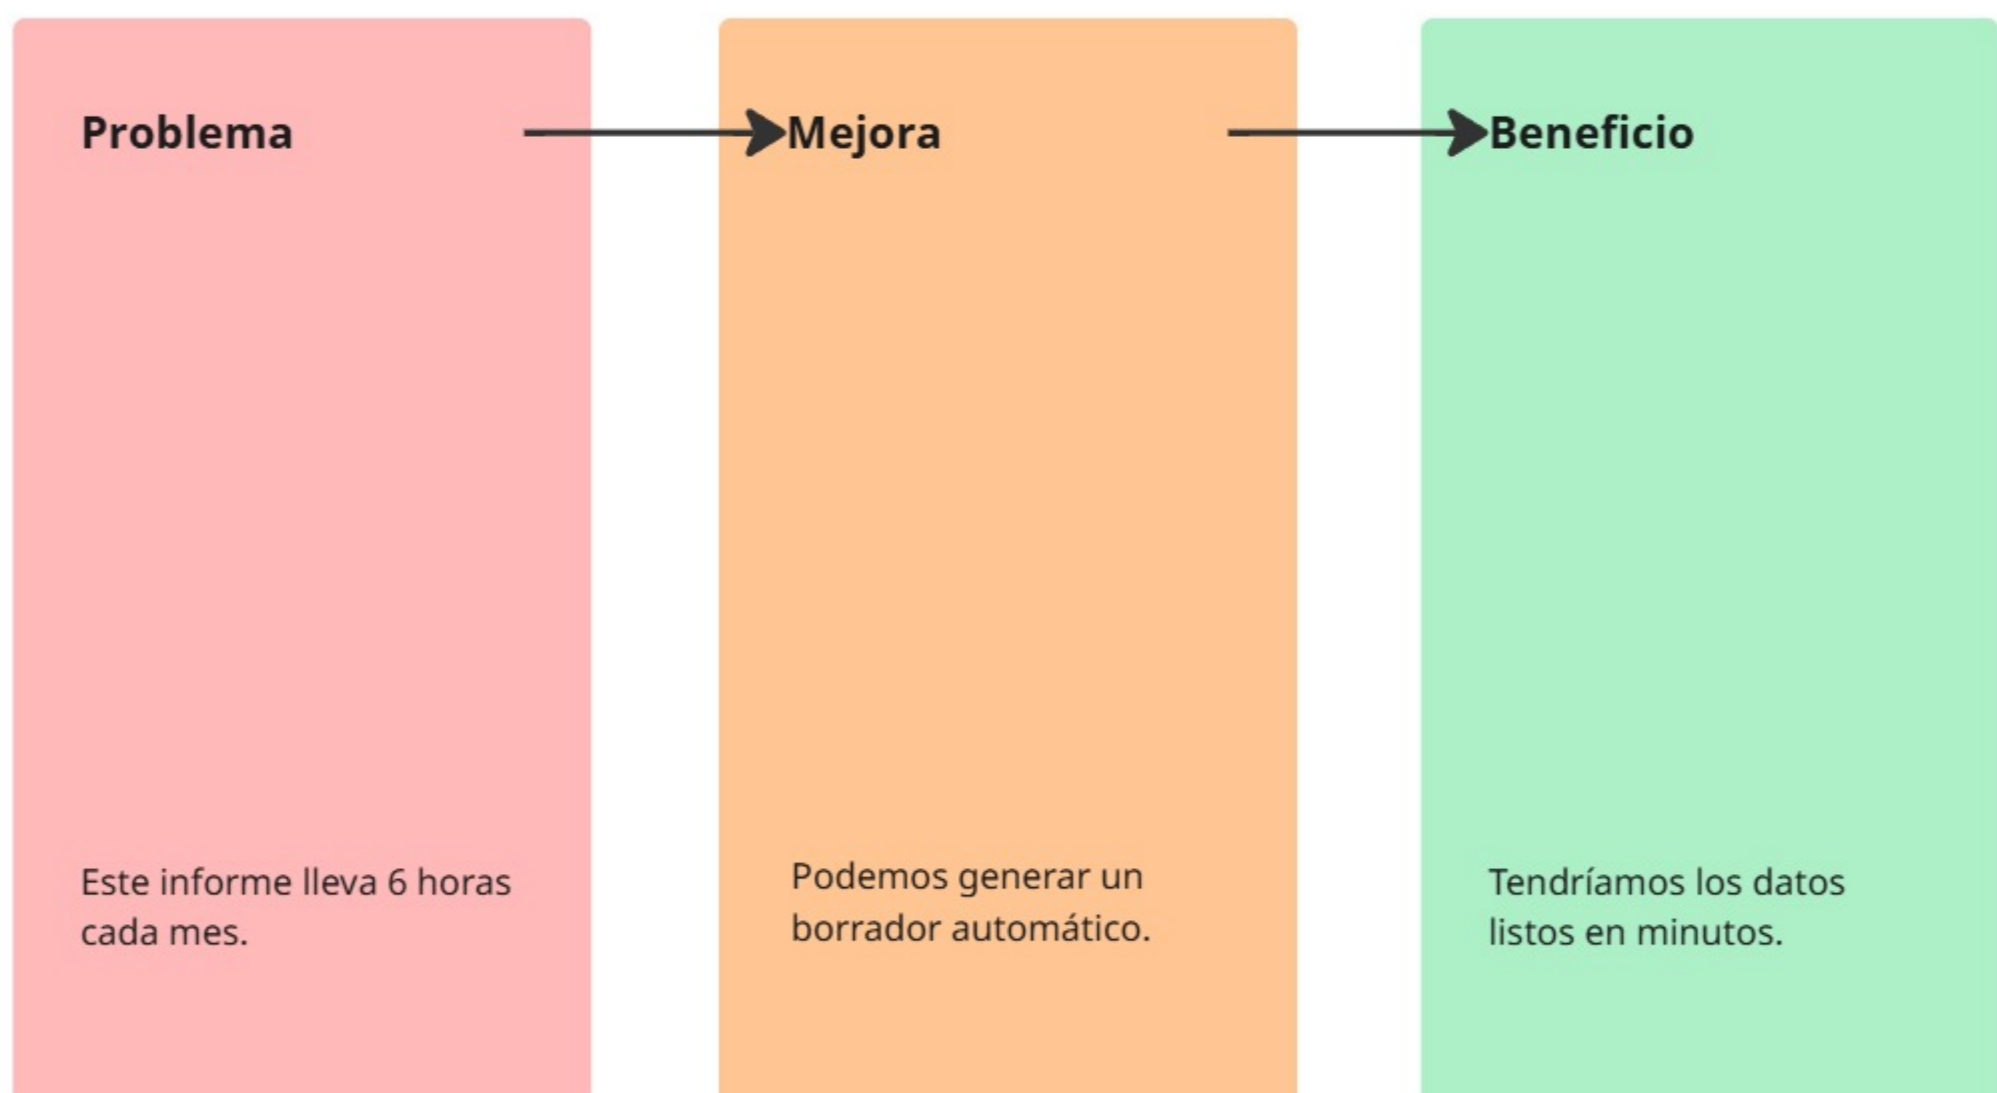 Problema
Mejora
Beneficio
Este informe lleva 6 horas
cada mes.
Podemos generar un
borrador automático.
Tendríamos los datos
listos en minutos.